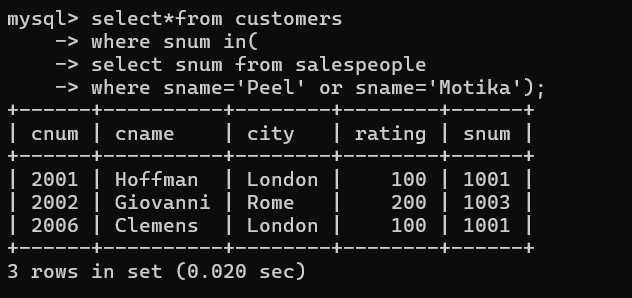 mysql> select*from customers
    -> where snum in(
    -> select snum from salespeople
    -> where sname='Peel' or sname='Motika');
+------+----------+--------+--------+------+
| cnum | cname    | city   | rating | snum |
+------+----------+--------+--------+------+
| 2001 | Hoffman  | London |    100 | 1001 |
| 2002 | Giovanni | Rome   |    200 | 1003 |
| 2006 | Clemens  | London |    100 | 1001 |
+------+----------+--------+--------+------+
3 rows in set (0.020 sec)